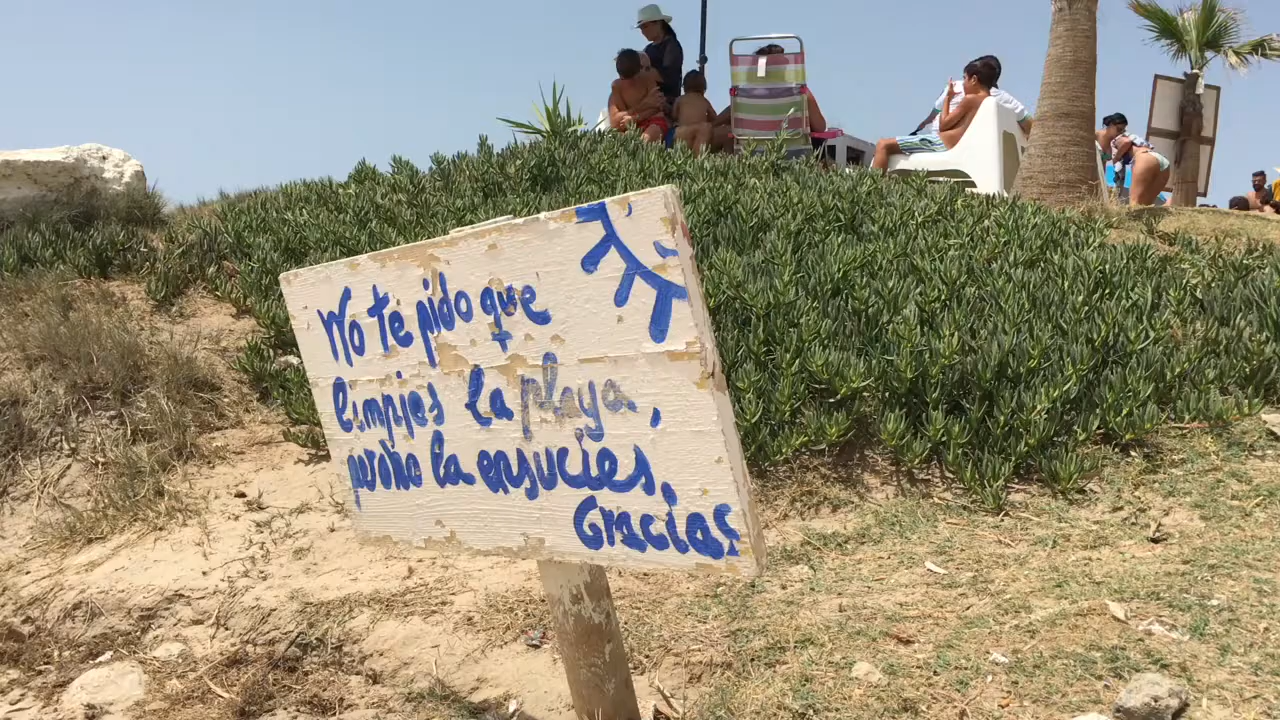 No te pido que
limpies la playa,
pero no la ensucies,
Gracias